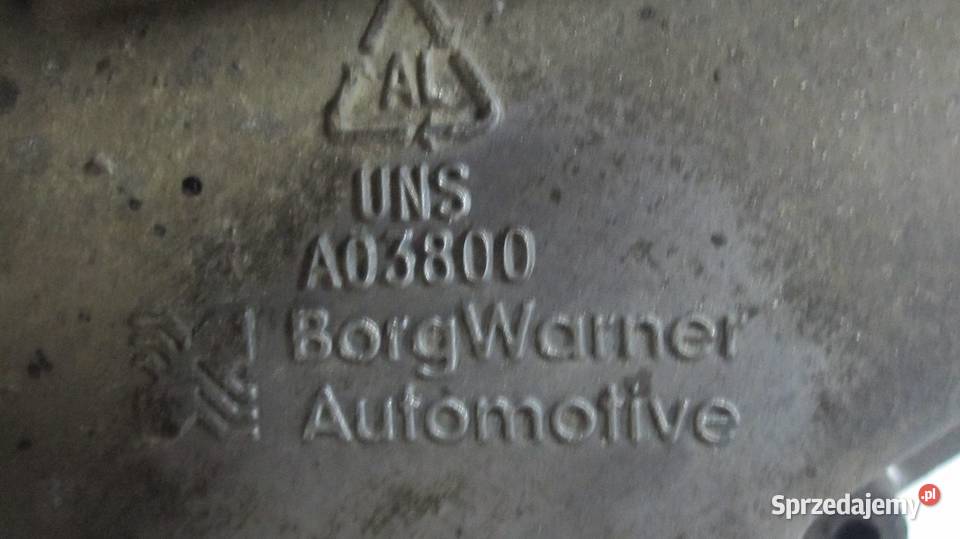 AL
UNS
A03800
BorgWarner
Automotive
Sprzedajemy.pl